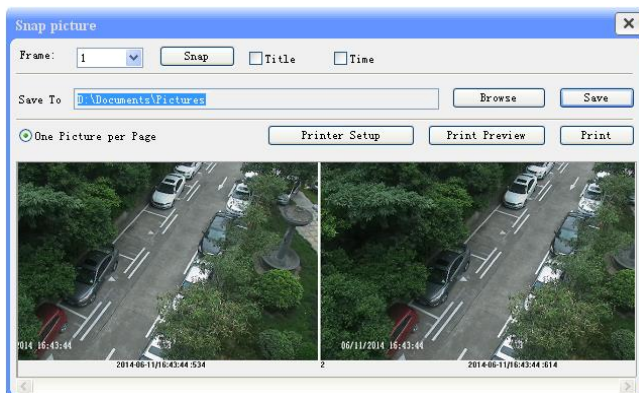 Snap picture
Frame: 1 Snap Title Time
Save To D:\Documents\Pictures Browse Save
One Picture per Page Printer Setup Print Preview Print
2014 16:43:44 06/11/2014 16:43:44
2014-06-11/16:43:44 :534 2 2014-06-11/16:43:44 :614